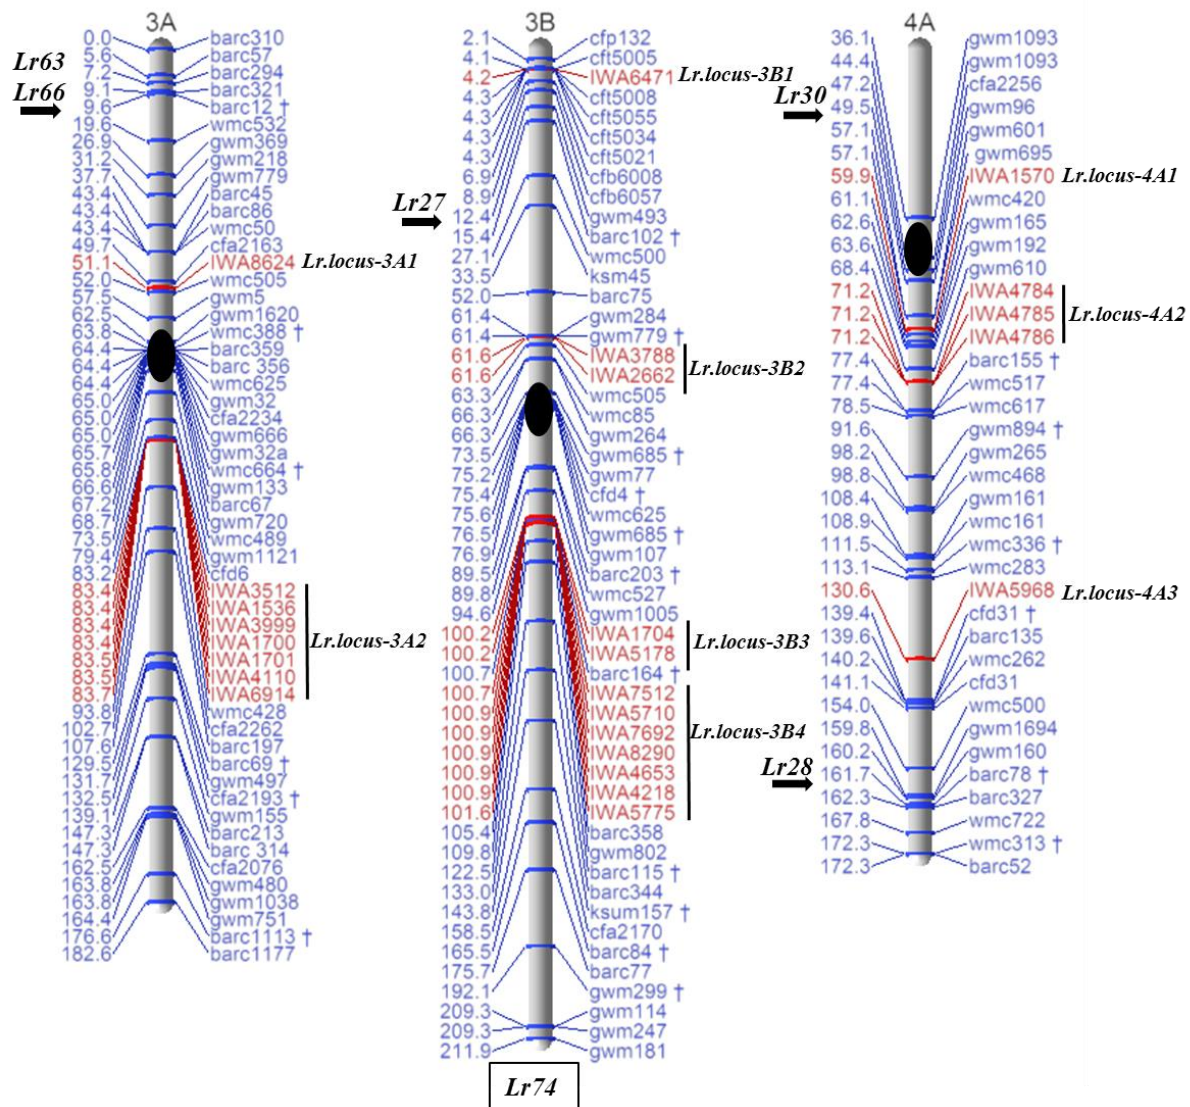 3A
Lr63
Lr66
0.0 barc310
5.6 barc57
7.2 barc294
9.1 barc321
9.6 barc12 †
19.6 wmc532
26.9 gwm369
31.2 gwm218
37.7 gwm779
43.4 barc45
43.4 barc86
43.4 wmc50
49.7 cfa2163
51.1 IWA8624 Lr.locus-3A1
52.0 wmc505
57.5 gwm5
62.5 gwm1620
63.8 wmc388 †
64.4 barc359
64.4 barc 356
64.4 wmc625
65.0 gwm32
65.0 cfa2234
65.0 gwm666
65.7 gwm32a
65.8 wmc664 †
66.6 gwm133
67.2 barc67
68.7 gwm720
73.5 wmc489
79.4 gwm1121
83.2 cfd6
83.4 IWA3512
83.4 IWA1536
83.4 IWA3999
83.4 IWA1700 Lr.locus-3A2
83.5 IWA1701
83.5 IWA4110
83.7 IWA6914
93.8 wmc428
102.7 cfa2262
107.6 barc197
129.5 barc69 †
131.7 gwm497
132.5 cfa2193 †
139.1 gwm155
147.3 barc213
147.3 barc 314
162.5 cfa2076
163.8 gwm480
163.8 gwm1038
164.4 gwm751
176.6 barc1113 †
182.6 barc1177
3B
Lr27
2.1 cfp132
4.1 cft5005
4.2 IWA6471 Lr.locus-3B1
4.3 cft5008
4.3 cft5055
4.3 cft5034
4.3 cft5021
6.9 cfb6008
8.9 cfb6057
12.4 gwm493
15.4 barc102 †
27.1 wmc500
33.5 ksm45
52.0 barc75
61.4 gwm284
61.4 gwm779 †
61.6 IWA3788 Lr.locus-3B2
61.6 IWA2662
63.3 wmc505
66.3 wmc85
66.3 gwm264
73.5 gwm685 †
75.2 gwm77
75.4 cfd4 †
75.6 wmc625
76.5 gwm685 †
76.9 gwm107
89.5 barc203 †
89.8 wmc527
94.6 gwm1005
100.2 IWA1704 Lr.locus-3B3
100.2 IWA5178
100.7 barc164 †
100.7 IWA7512
100.9 IWA5710
100.9 IWA7692 Lr.locus-3B4
100.9 IWA8290
100.9 IWA4653
100.9 IWA4218
101.6 IWA5775
105.4 barc358
109.8 gwm802
122.5 barc115 †
133.0 barc344
143.8 ksum157 †
158.5 cfa2170
165.5 barc84 †
175.7 barc77
192.1 gwm299 †
209.3 gwm114
209.3 gwm247
211.9 gwm181
Lr74
4A
Lr30
36.1 gwm1093
44.4 gwm1093
47.2 cfa2256
49.5 gwm96
57.1 gwm601
57.1 gwm695
59.9 IWA1570 Lr.locus-4A1
61.1 wmc420
62.6 gwm165
63.6 gwm192
68.4 gwm610
71.2 IWA4784
71.2 IWA4785 Lr.locus-4A2
71.2 IWA4786
77.4 barc155 †
77.4 wmc517
78.5 wmc617
91.6 gwm894 †
98.2 gwm265
98.8 wmc468
108.4 gwm161
108.9 wmc161
111.5 wmc336 †
113.1 wmc283
130.6 IWA5968 Lr.locus-4A3
139.4 cfd31 †
139.6 barc135
140.2 wmc262
141.1 cfd31
154.0 wmc500
159.8 gwm1694
160.2 gwm160
Lr28
161.7 barc78 †
162.3 barc327
167.8 wmc722
172.3 wmc313 †
172.3 barc52